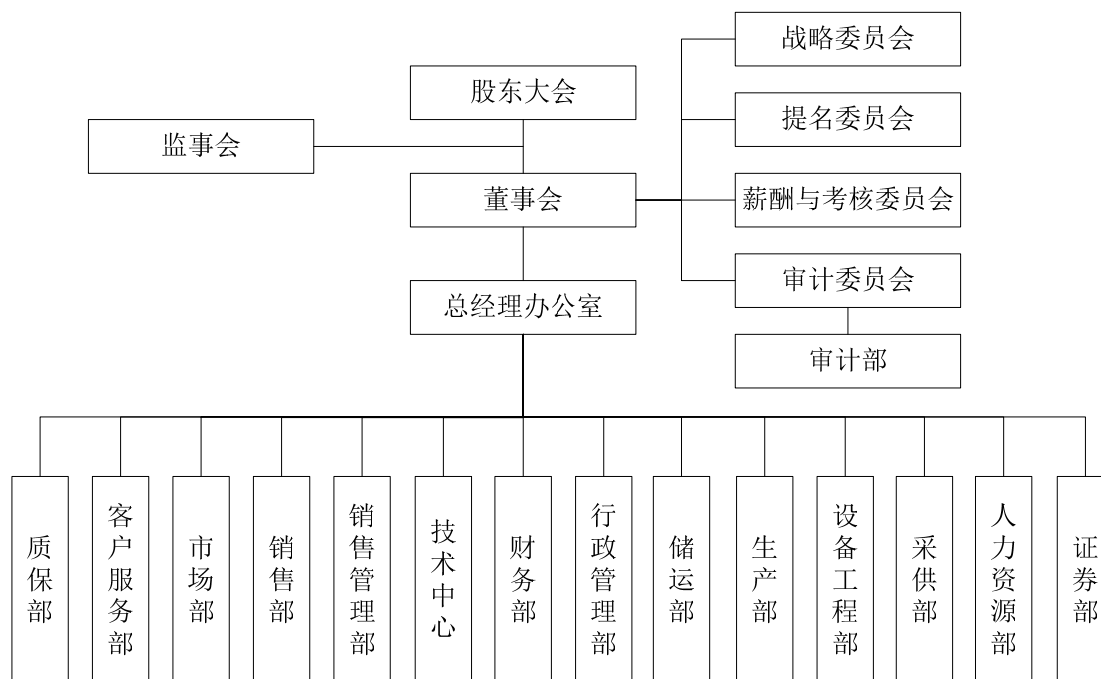 战略委员会
股东大会
提名委员会
监事会
董事会
薪酬与考核委员会
审计委员会
总经理办公室
审计部
质保部
客户服务部
市场部
销售部
销售管理部
技术中心
财务部
行政管理部
储运部
生产部
设备工程部
采供部
人力资源部
证券部